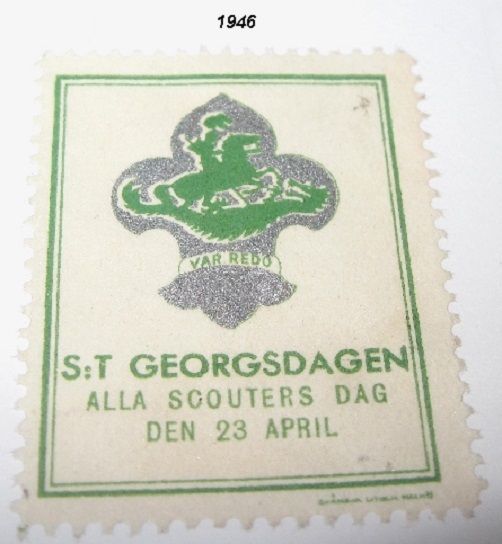 1946
VAR REDO
S:T GEORGSDAGEN
ALLA SCOUTERS DAG
DEN 23 APRIL